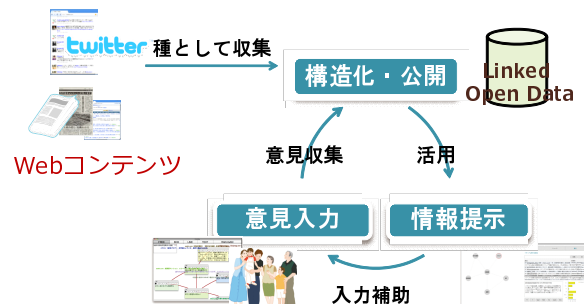 twitter
種として収集
構造化・公開
Linked
Open Data
Webコンテンツ
意見収集
活用
意見入力
情報提示
入力補助